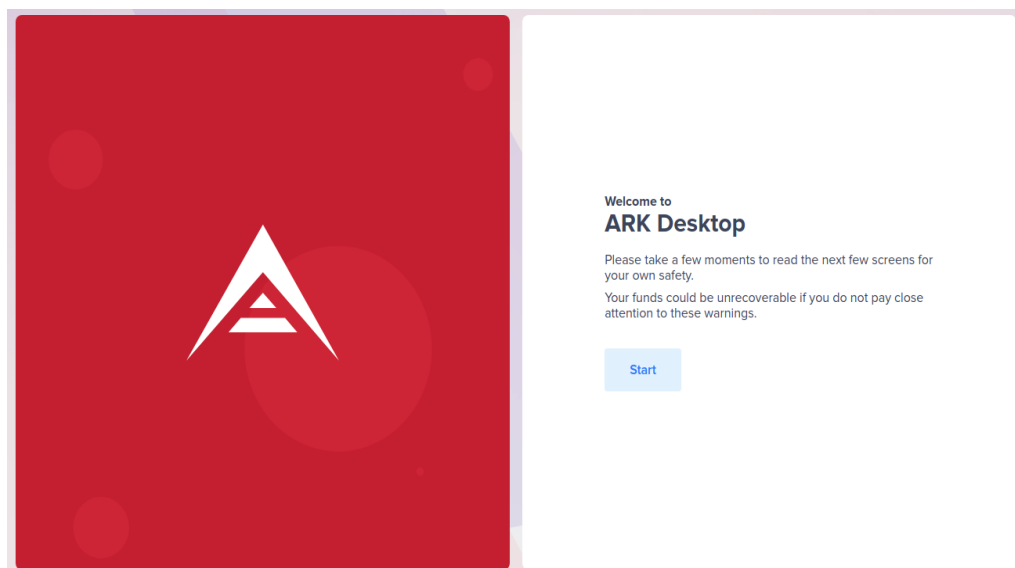 Welcome to
ARK Desktop
Please take a few moments to read the next few screens for
your own safety.
Your funds could be unrecoverable if you do not pay close
attention to these warnings.
Start